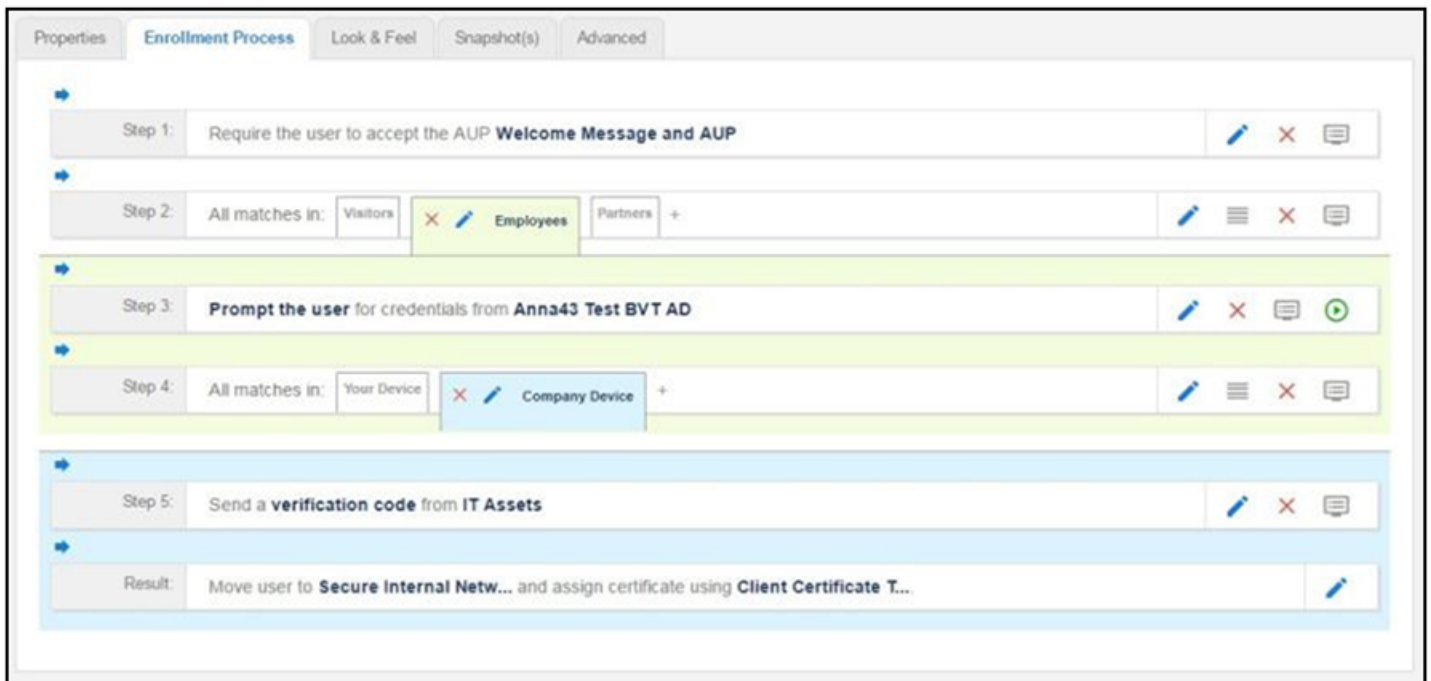 Properties Enrollment Process Look & Feel Snapshot(s) Advanced
Step 1: Require the user to accept the AUP Welcome Message and AUP
Step 2: All matches in: Visitors Employees Partners +
Step 3: Prompt the user for credentials from Anna43 Test BVT AD
Step 4: All matches in: Your Device Company Device +
Step 5: Send a verification code from IT Assets
Result: Move user to Secure Internal Netw... and assign certificate using Client Certificate T...